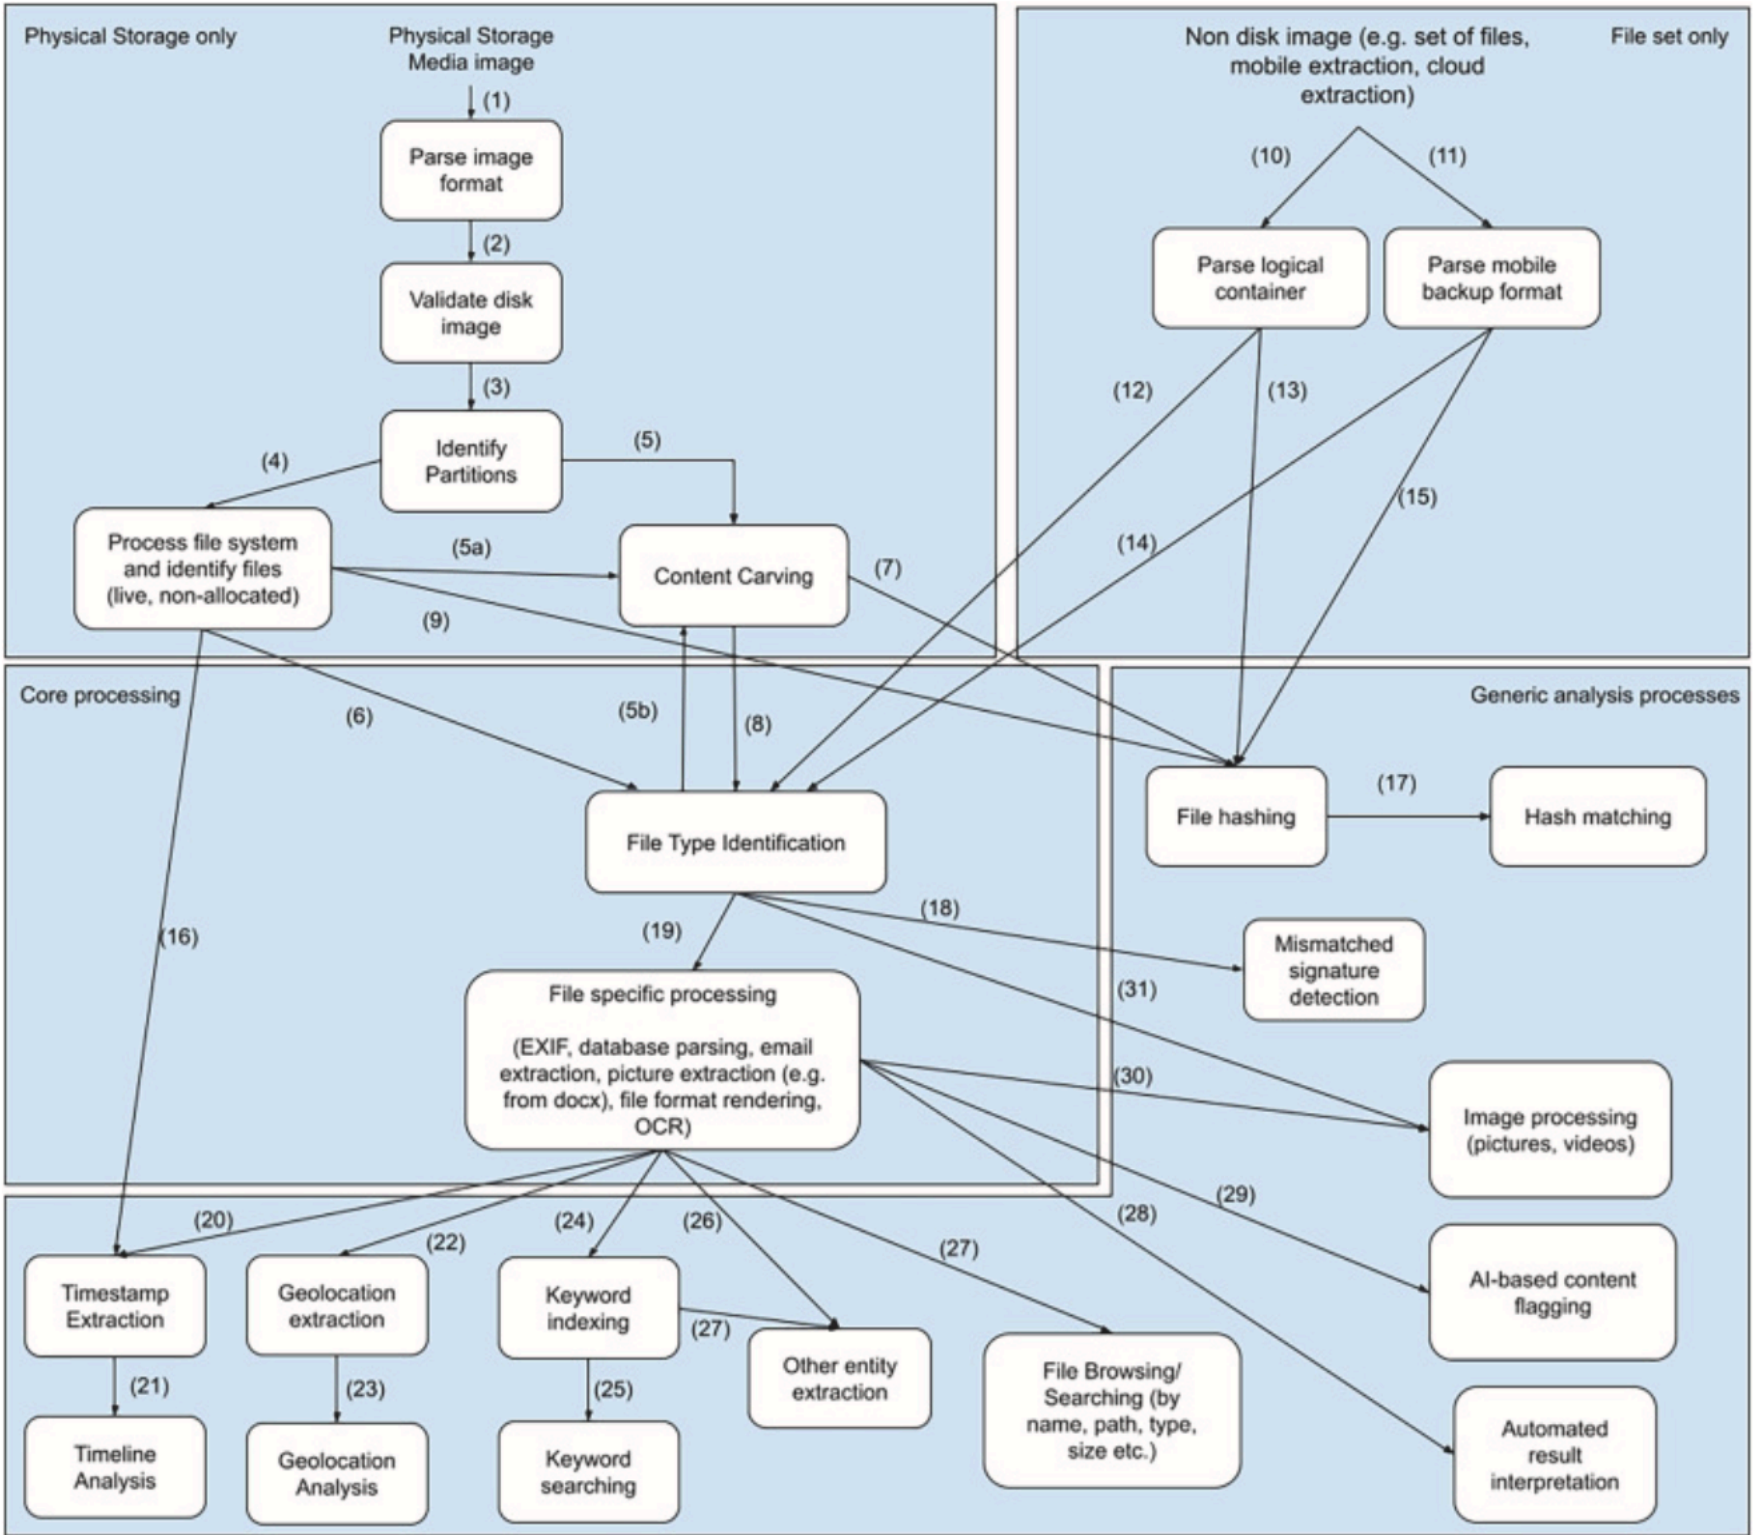 Physical Storage only
Physical Storage
Media image
(1)
Parse image
format
(2)
Validate disk
image
(3)
Identify
Partitions
(4)
(5)
Process file system
and identify files
(live, non-allocated)
(5a)
Content Carving
(7)
(9)
File set only
Non disk image (e.g. set of files,
mobile extraction, cloud
extraction)
(10)
(11)
Parse logical
container
Parse mobile
backup format
(12)
(13)
(14)
(15)
Core processing
(6)
(5b)
(8)
File Type Identification
(16)
(19)
(18)
File specific processing
(EXIF, database parsing, email
extraction, picture extraction (e.g.
from docx), file format rendering,
OCR)
Generic analysis processes
File hashing
(17)
Hash matching
Mismatched
signature
detection
(31)
(30)
Image processing
(pictures, videos)
(29)
(28)
AI-based content
flagging
Automated
result
interpretation
(20)
(22)
(24)
(26)
(27)
Timestamp
Extraction
Geolocation
extraction
Keyword
indexing
(27)
Other entity
extraction
File Browsing/
Searching (by
name, path, type,
size etc.)
(21)
(23)
(25)
Timeline
Analysis
Geolocation
Analysis
Keyword
searching